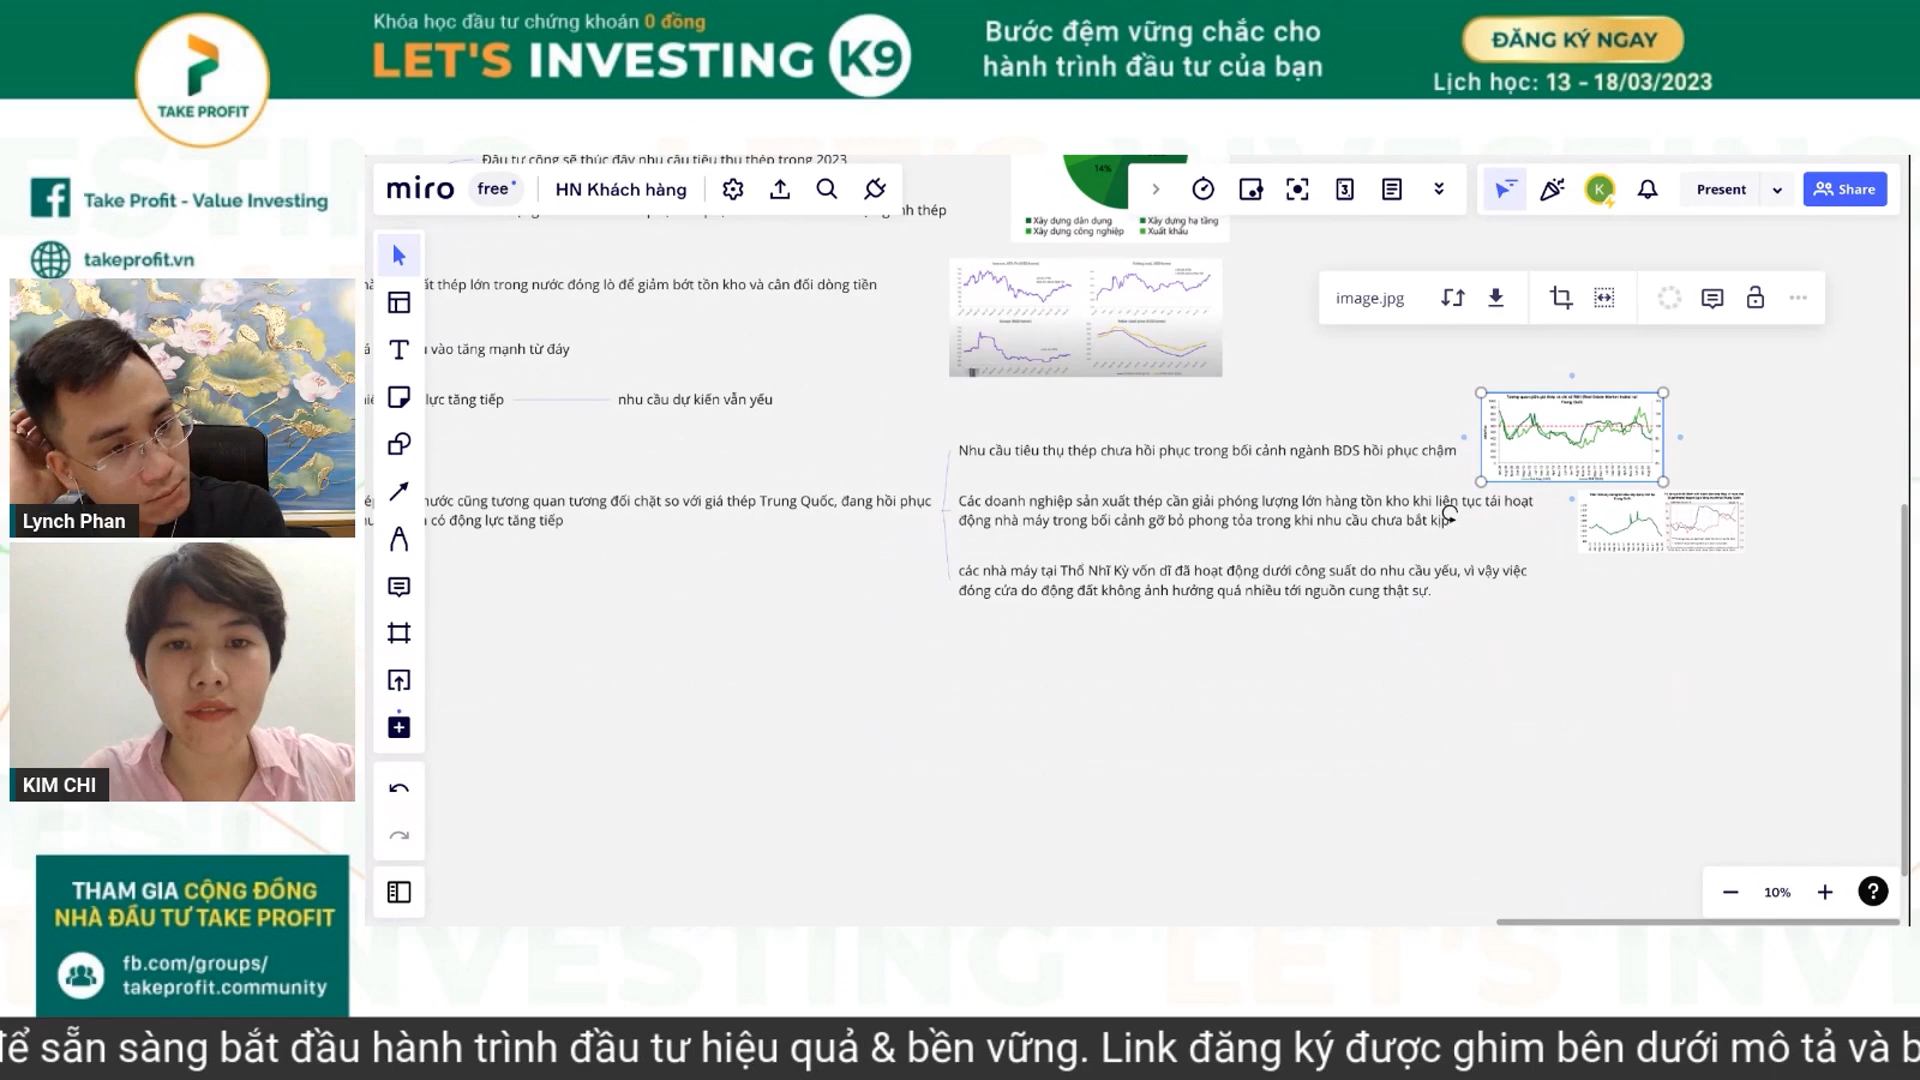 Khóa học đầu tư chứng khoán 0 đồng
LET'S INVESTING K9
Bước đệm vững chắc cho
hành trình đầu tư của bạn
ĐĂNG KÝ NGAY
Lịch học: 13 - 18/03/2023
TAKE PROFIT
Take Profit - Value Investing
takeprofit.vn
Đầu tư công sẽ thúc đẩy nhu cầu tiêu thụ thép trong 2023
miro
free
HN Khách hàng
Present
Share
thép
14%
Xây dựng dân dụng
Xây dựng hạ tầng
Xây dựng công nghiệp
Xuất khẩu
thép lớn trong nước đóng lò để giảm bớt tồn kho và cân đối dòng tiền
image.jpg
vào tăng mạnh từ đáy
lực tăng tiếp
nhu cầu dự kiến vẫn yếu
Nhu cầu tiêu thụ thép chưa hồi phục trong bối cảnh ngành BDS hồi phục chậm
nước cũng tương quan tương đối chặt so với giá thép Trung Quốc, đang hồi phục
có động lực tăng tiếp
Các doanh nghiệp sản xuất thép cần giải phóng lượng lớn hàng tồn kho khi liên tục tái hoạt
động nhà máy trong bối cảnh gỡ bỏ phong tỏa trong khi nhu cầu chưa bắt kịp
các nhà máy tại Thổ Nhĩ Kỳ vốn dĩ đã hoạt động dưới công suất do nhu cầu yếu, vì vậy việc
đóng cửa do động đất không ảnh hưởng quá nhiều tới nguồn cung thật sự.
Lynch Phan
KIM CHI
10%
THAM GIA CỘNG ĐỒNG
NHÀ ĐẦU TƯ TAKE PROFIT
fb.com/groups/
takeprofit.community
để sẵn sàng bắt đầu hành trình đầu tư hiệu quả & bền vững. Link đăng ký được ghim bên dưới mô tả và b